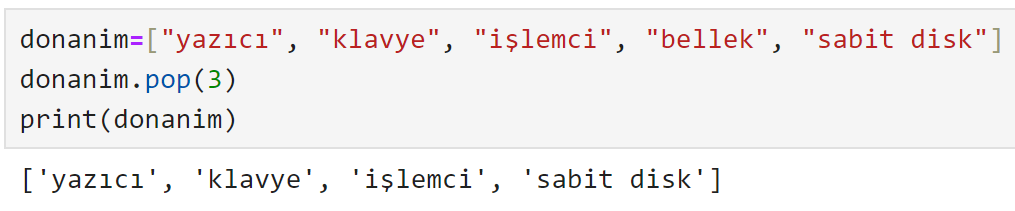 donanim=["yazıcı", "klavye", "işlemci", "bellek", "sabit disk"]
donanim.pop(3)
print(donanim)
['yazıcı', 'klavye', 'işlemci', 'sabit disk']